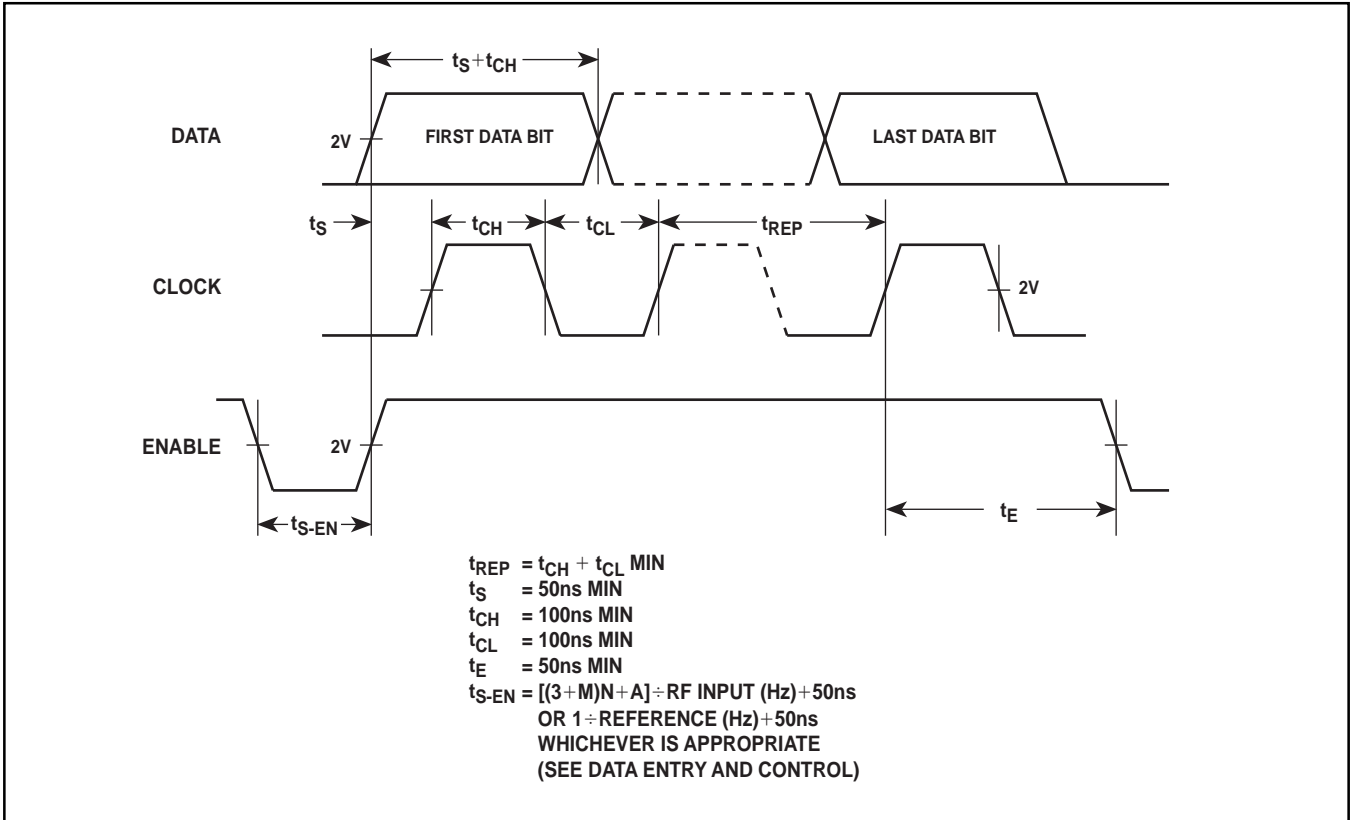 tS+tCH
DATA
2V
FIRST DATA BIT
LAST DATA BIT
tS
tCH
tCL
tREP
CLOCK
2V
ENABLE
2V
tS-EN
tE
tREP = tCH + tCL MIN
tS = 50ns MIN
tCH = 100ns MIN
tCL = 100ns MIN
tE = 50ns MIN
tS-EN = [(3+M)N+A]÷RF INPUT (Hz)+50ns
OR 1÷REFERENCE (Hz)+50ns
WHICHEVER IS APPROPRIATE
(SEE DATA ENTRY AND CONTROL)